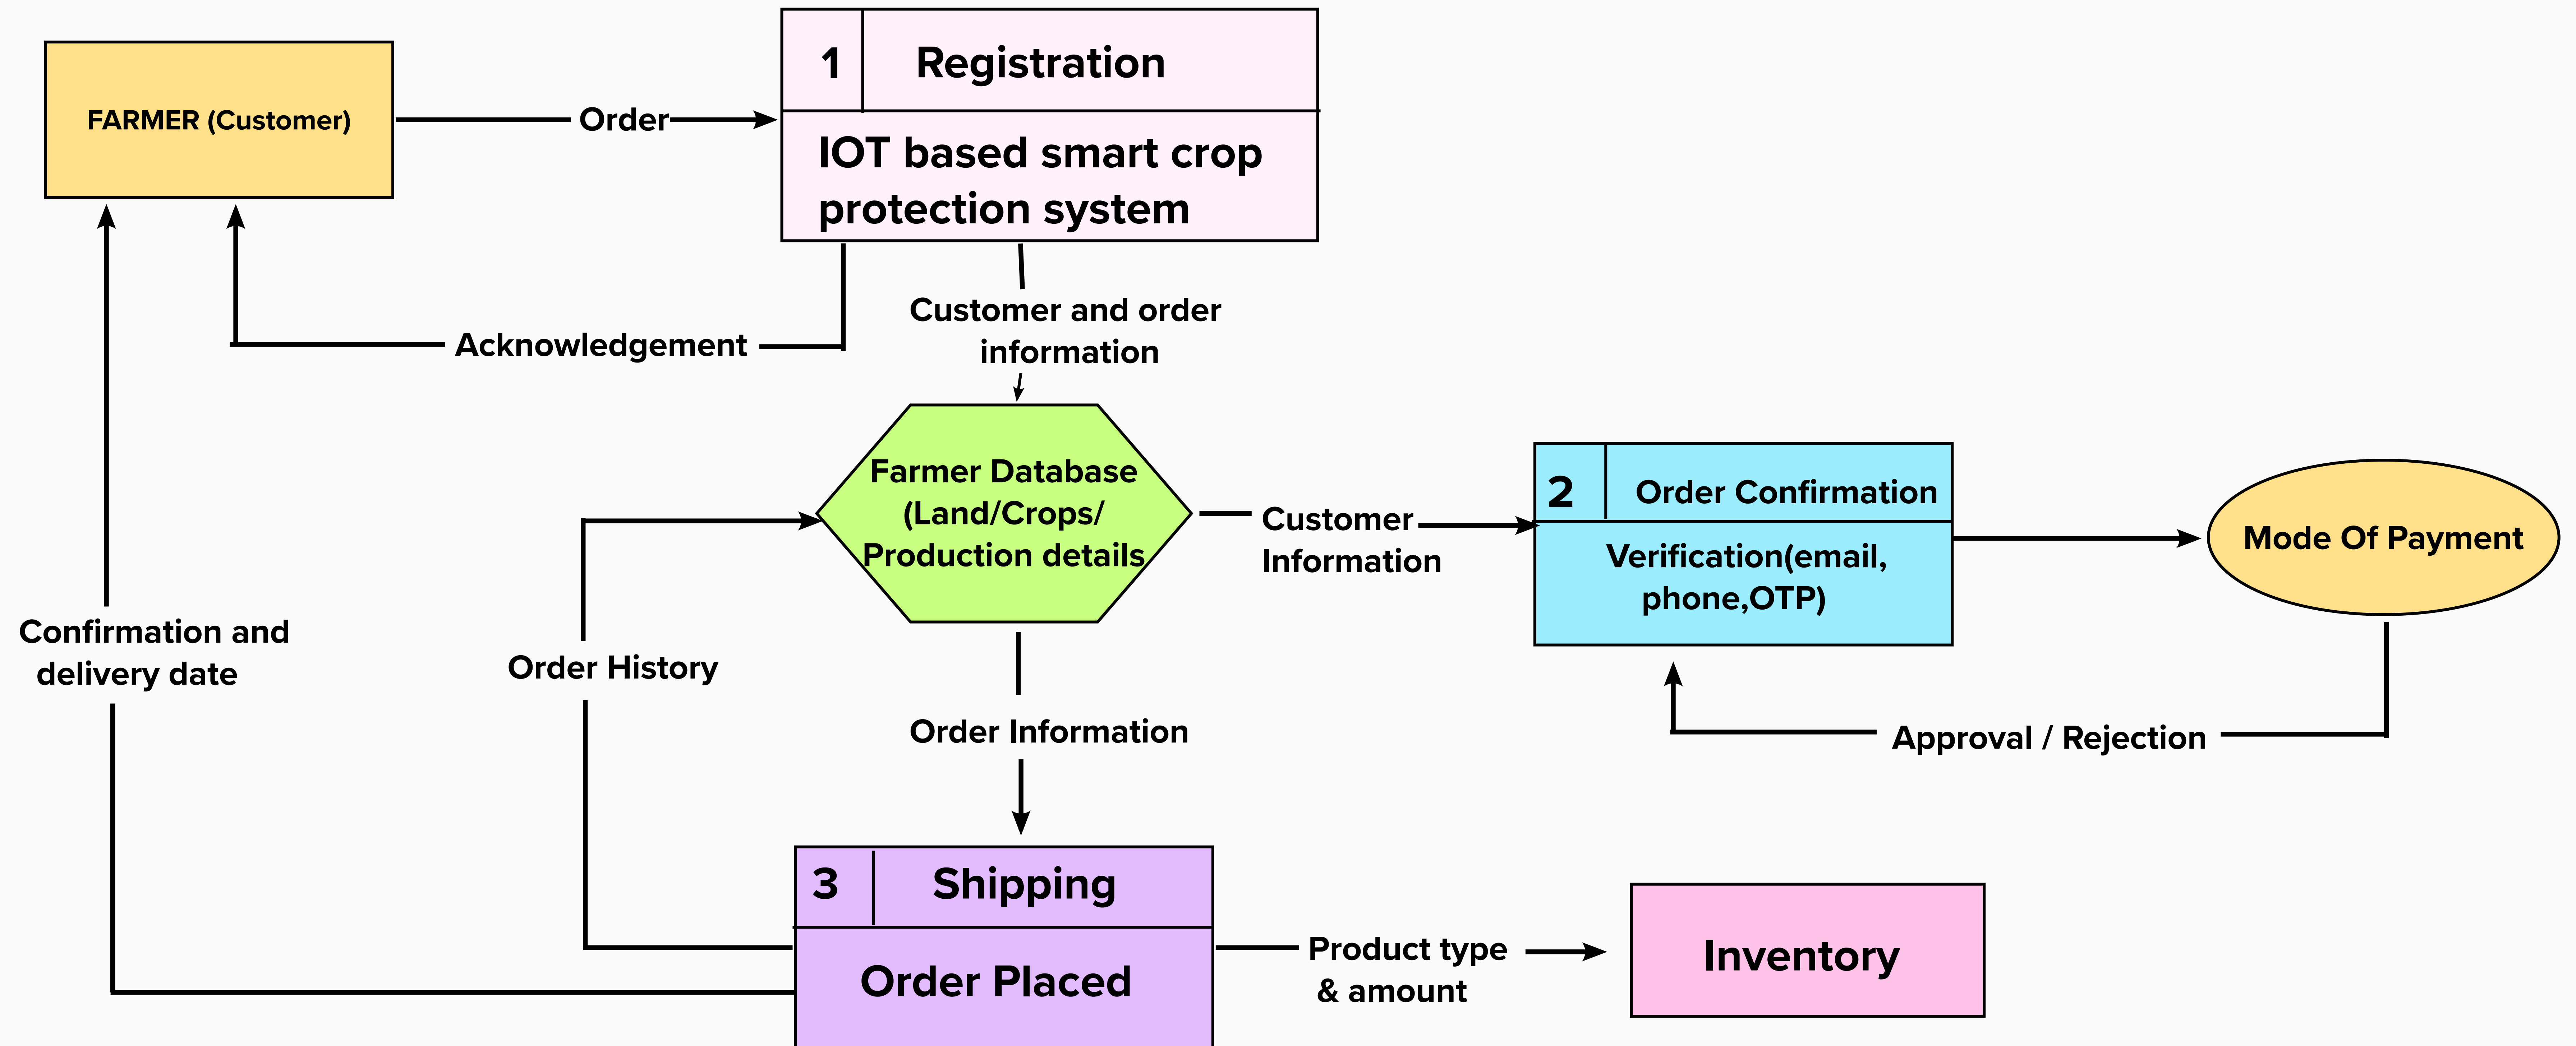 1
Registration
FARMER (Customer)
Order
IOT based smart crop
protection system
Customer and order
information
Acknowledgement
Farmer Database
(Land/Crops/
Production details
Customer
Information
2
Order Confirmation
Verification(email,
phone,OTP)
Mode Of Payment
Confirmation and
delivery date
Order History
Order Information
Approval / Rejection
3
Shipping
Order Placed
Product type
& amount
Inventory